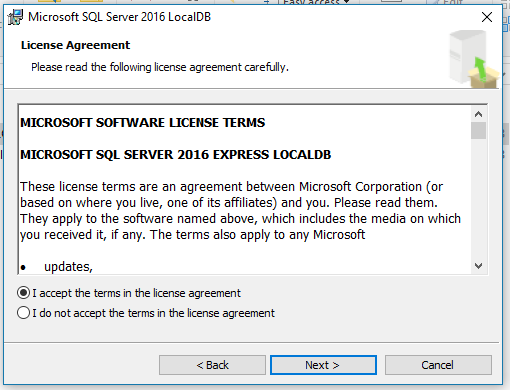 Easy access
Edit
Microsoft SQL Server 2016 LocalDB
License Agreement
Please read the following license agreement carefully.
MICROSOFT SOFTWARE LICENSE TERMS
MICROSOFT SQL SERVER 2016 EXPRESS LOCALDB
These license terms are an agreement between Microsoft Corporation (or
based on where you live, one of its affiliates) and you. Please read them.
They apply to the software named above, which includes the media on which
you received it, if any. The terms also apply to any Microsoft
• updates,
I accept the terms in the license agreement
I do not accept the terms in the license agreement
< Back
Next >
Cancel